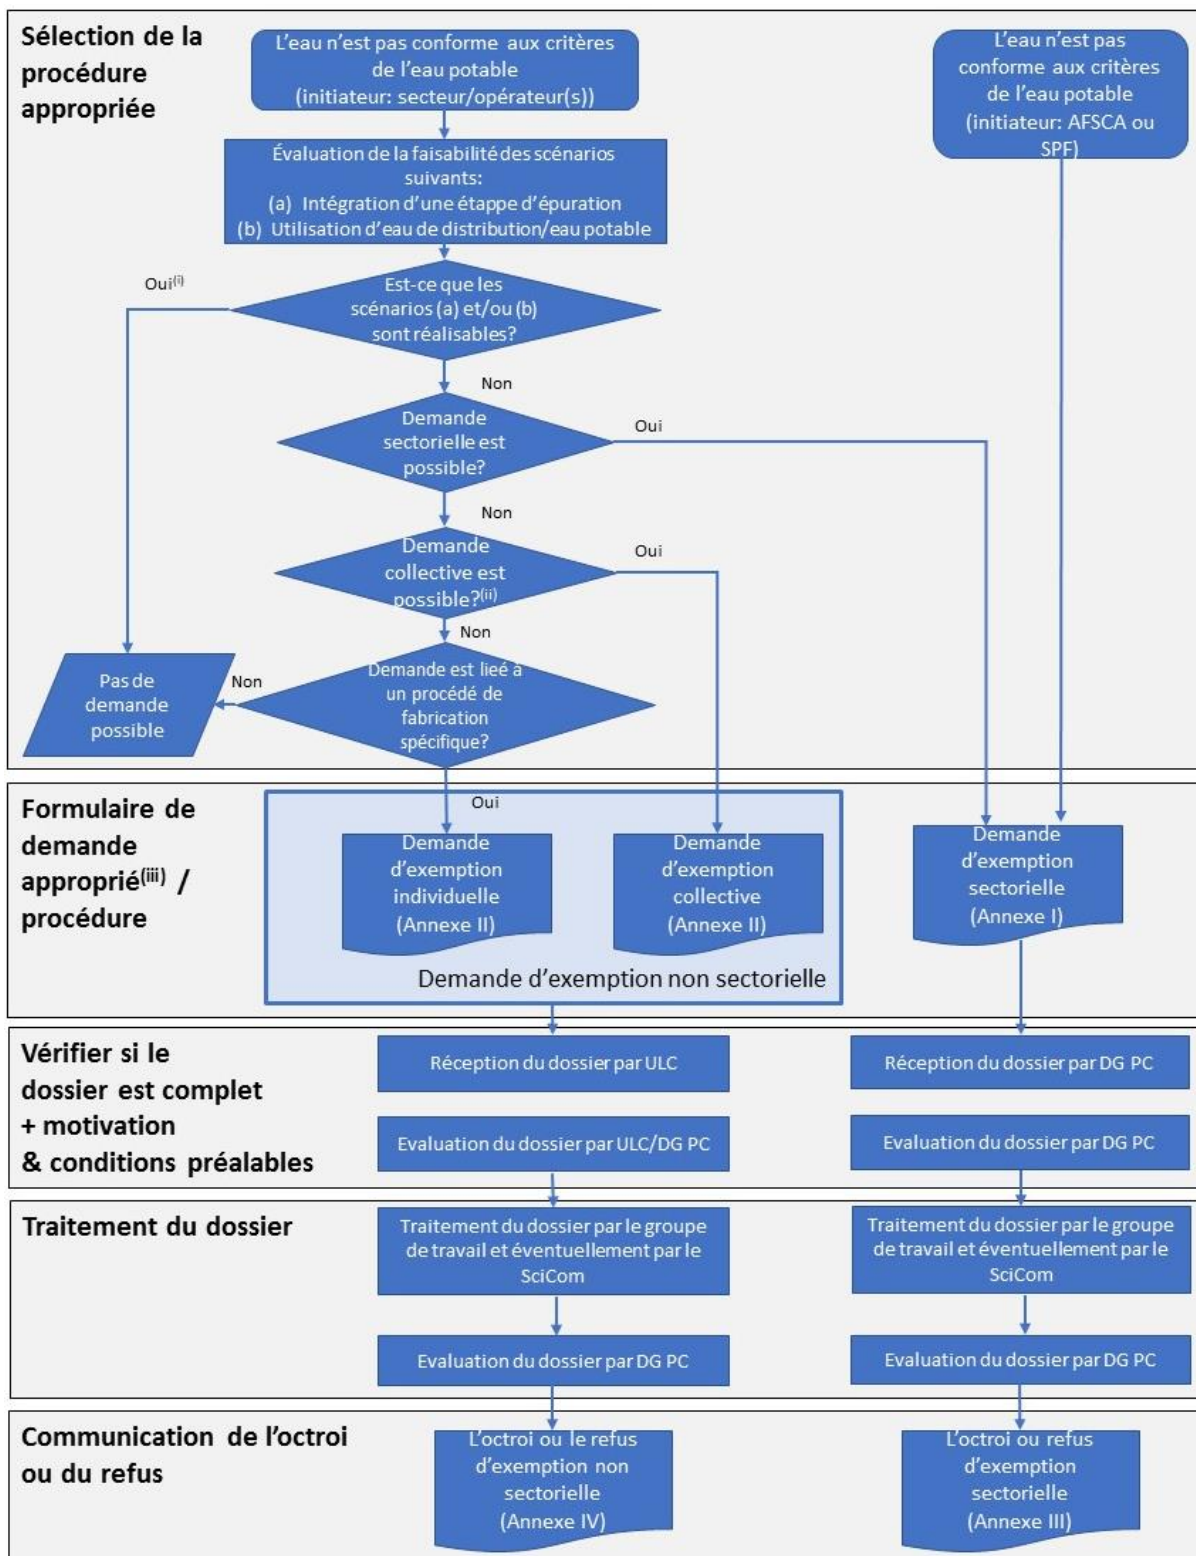 Sélection de la
procédure
appropriée
L'eau n'est pas conforme aux critères
de l'eau potable
(initiateur: secteur/opérateur(s))
L'eau n'est pas
conforme aux critères
de l'eau potable
(initiateur: AFSCA ou
SPF)
Évaluation de la faisabilité des scénarios
suivants:
(a) Intégration d'une étappe d'épuration
(b) Utilisation d'eau de distribution/eau potable
Oui(i)
Est-ce que les
scénarios (a) et/ou (b)
sont réalisables?
Non
Demande
sectorielle est
possible?
Oui
Non
Demande
collective est
possible?(ii)
Oui
Non
Pas de
demande
possible
Non
Demande est lieé à
un procédé de
fabrication
spécifique?
Formulaire de
demande
approprié(iii) /
procédure
Oui
Demande
d'exemption
individuelle
(Annexe II)
Demande
d'exemption
collective
(Annexe II)
Demande
d'exemption
sectorielle
(Annexe I)
Demande d'exemption non sectorielle
Vérifier si le
dossier est complet
+ motivation
& conditions préalables
Réception du dossier par ULC
Réception du dossier par DG PC
Evaluation du dossier par ULC/DG PC
Evaluation du dossier par DG PC
Traitement du dossier
Traitement du dossier par le groupe
de travail et éventuellement par le
SciCom
Traitement du dossier par le groupe
de travail et éventuellement par le
SciCom
Evaluation du dossier par DG PC
Evaluation du dossier par DG PC
Communication de l'octroi
ou du refus
L'octroi ou le refus
d'exemption non
sectorielle
(Annexe IV)
L'octroi ou refus
d'exemption
sectorielle
(Annexe III)